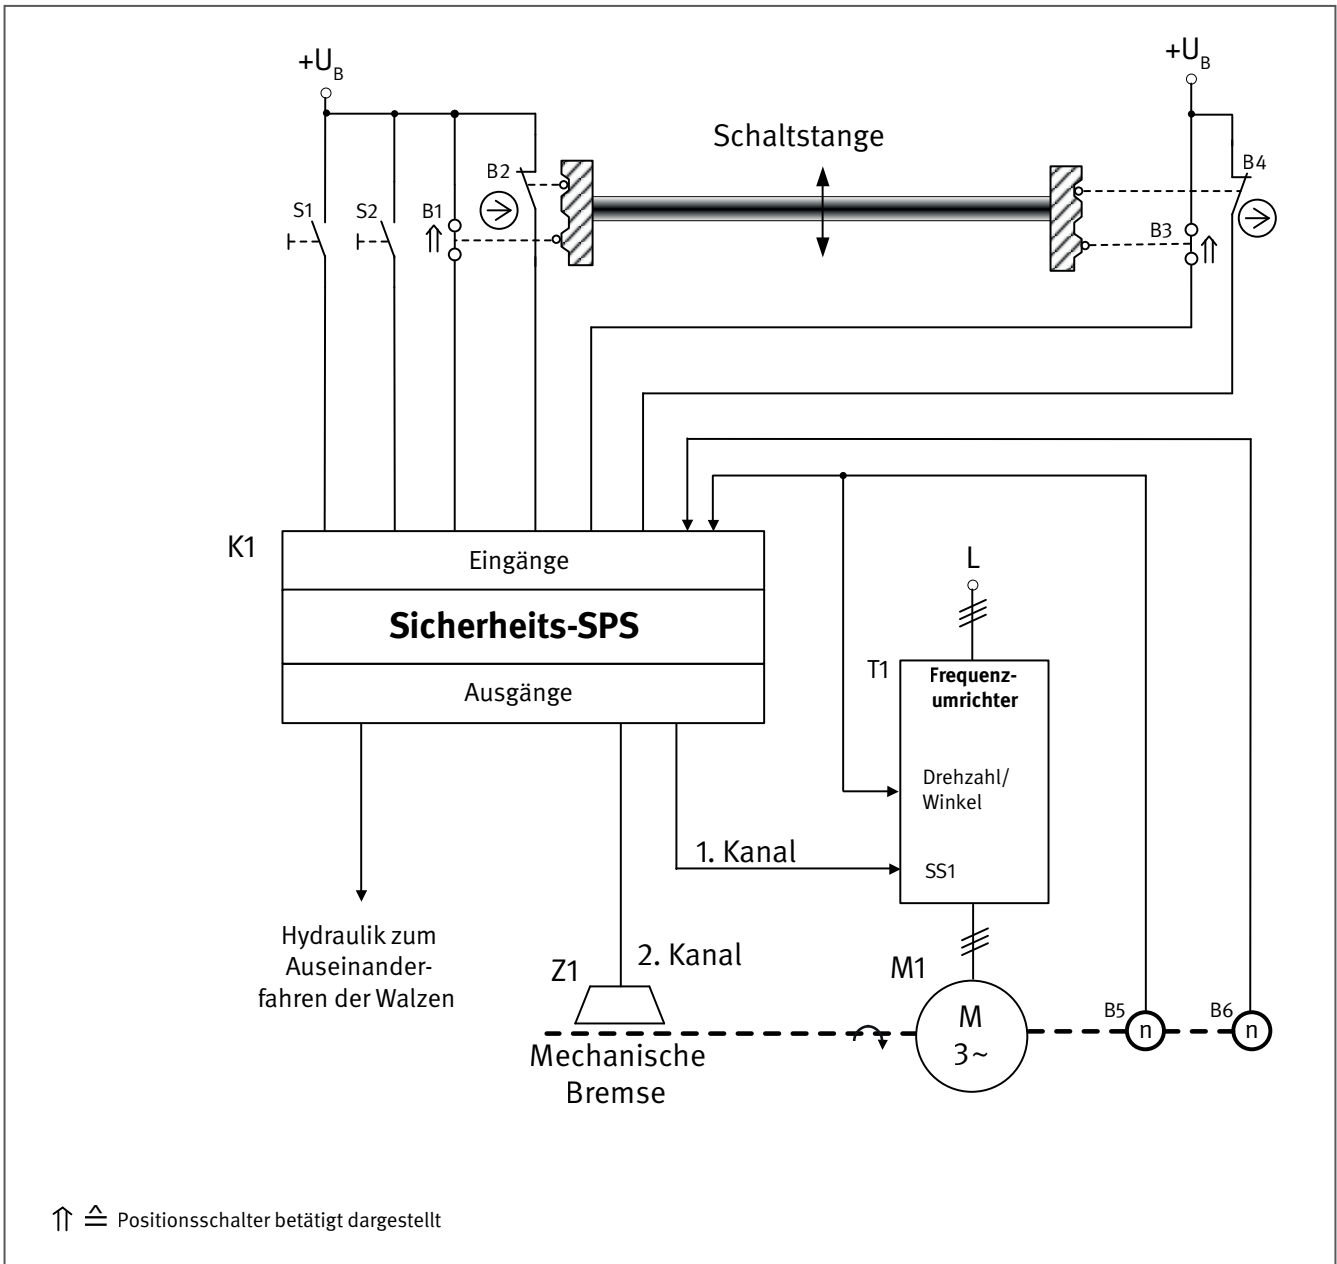 +UB
+UB
Schaltstange
B2
B4
S1
S2
B1
B3
K1
Eingänge
Sicherheits-SPS
Ausgänge
L
T1
Frequenz-
umrichter
Drehzahl/
Winkel
1. Kanal
SS1
Hydraulik zum
Auseinander-
fahren der Walzen
Z1
2. Kanal
M1
M
3~
B5
n
B6
n
Mechanische
Bremse
⇑ ≙ Positionsschalter betätigt dargestellt